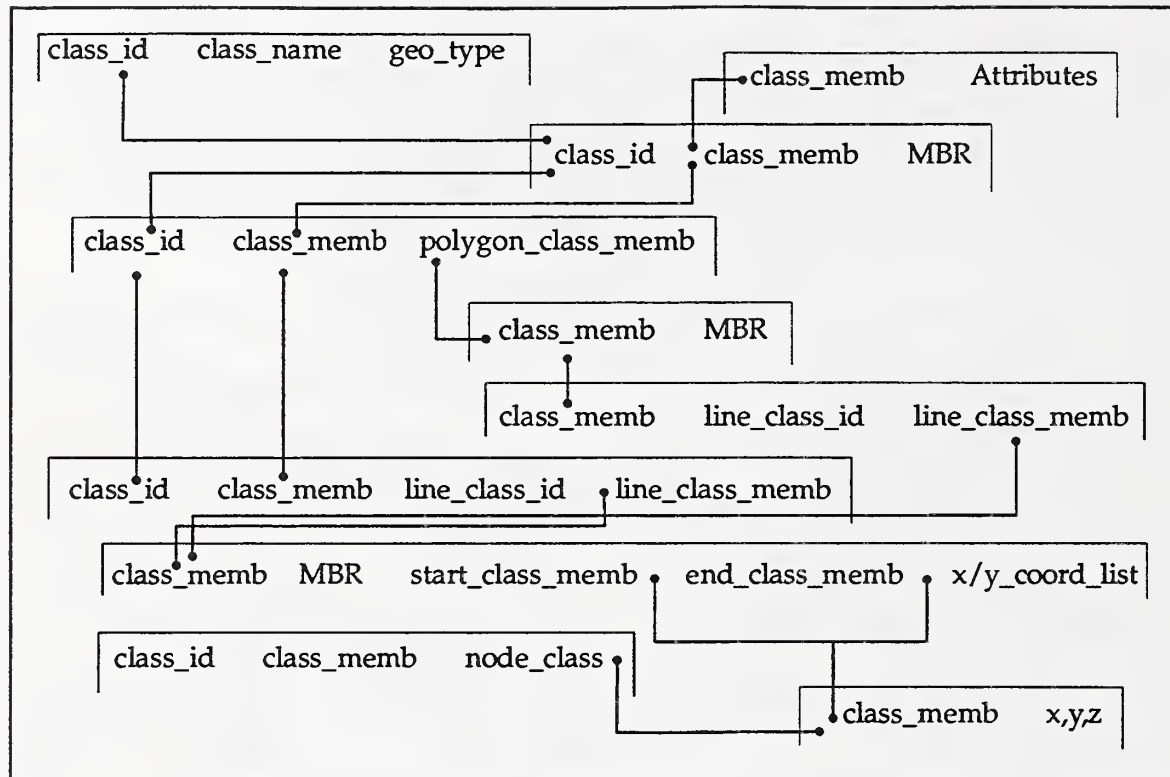 class_id class_name geo_type
class_memb Attributes
class_id class_memb MBR
class_id class_memb polygon_class_memb
class_memb MBR
class_memb line_class_id line_class_memb
class_id class_memb line_class_id line_class_memb
class_memb MBR start_class_memb end_class_memb x/y_coord_list
class_id class_memb node_class
class_memb x,y,z